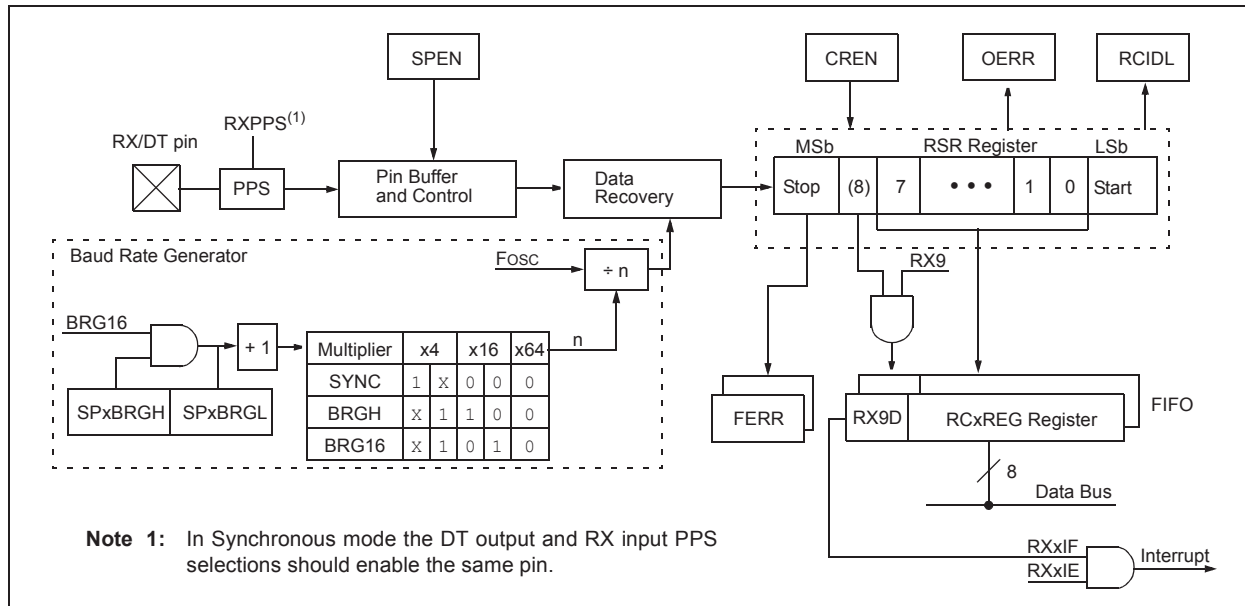 SPEN
CREN
OERR
RCIDL
RXPPS(1)
RX/DT pin
PPS
Pin Buffer
and Control
Data
Recovery
MSb
RSR Register
LSb
Stop
(8)
7
• • •
1
0
Start
Baud Rate Generator
FOSC
÷ n
RX9
BRG16
+ 1
n
Multiplier x4 x16 x64
SYNC 1 X 0 0 0
BRGH X 1 1 0 0
BRG16 X 1 0 1 0
SPxBRGH
SPxBRGL
FERR
RX9D
RCxREG Register
FIFO
8
Data Bus
RXxIF
RXxIE
Interrupt
Note 1: In Synchronous mode the DT output and RX input PPS
selections should enable the same pin.